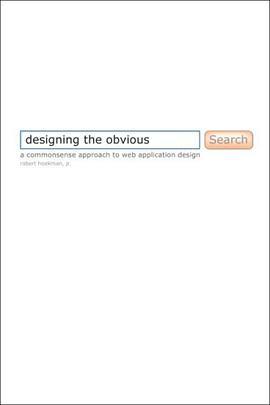 designing the obvious Search
a commonsense approach to web application design
robert hoekman, jr.